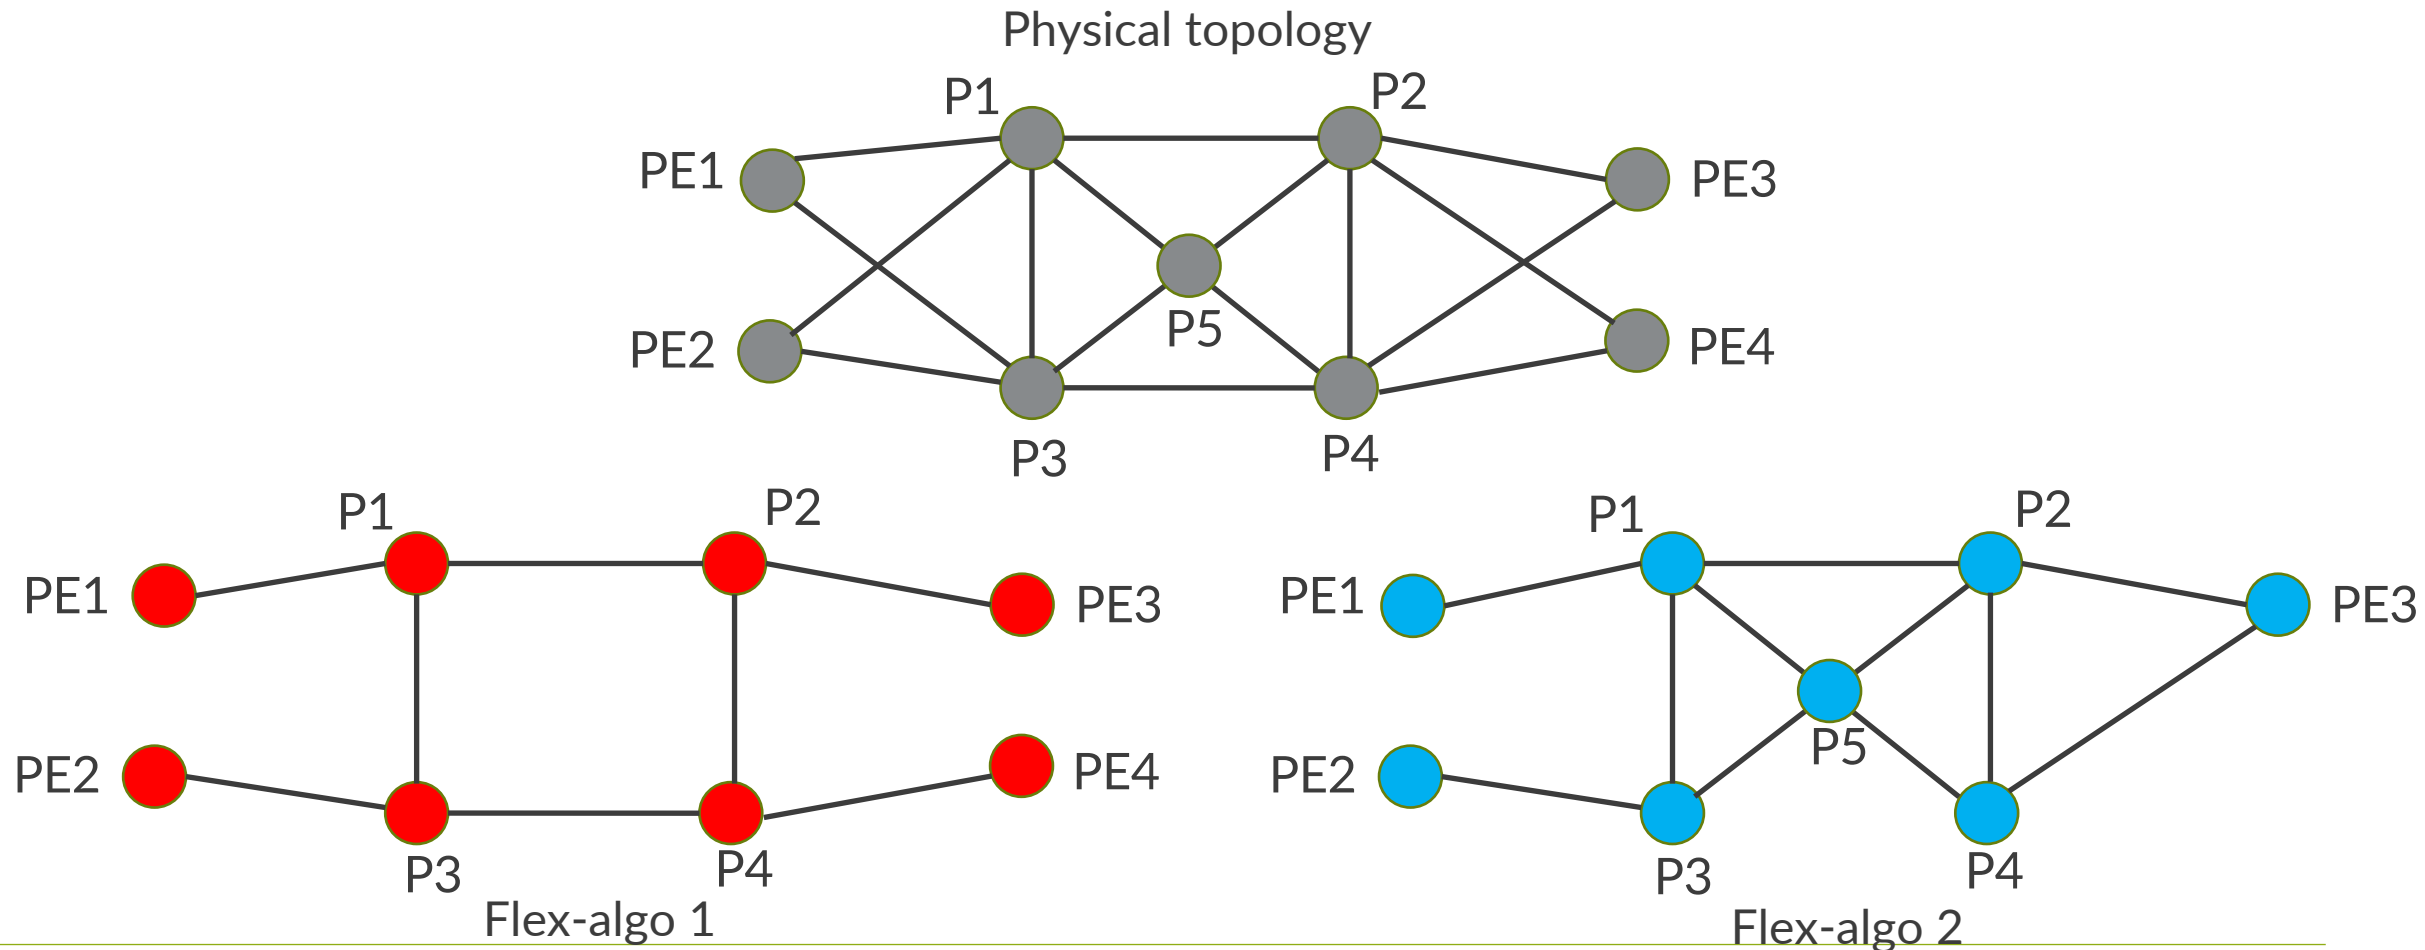 Physical topology
P1
P2
PE1
PE3
PE2
P5
PE4
P3
P4
P1
P2
PE1
PE3
PE2
PE4
P3
P4
Flex-algo 1
P1
P2
PE1
PE3
PE2
P5
P3
P4
Flex-algo 2